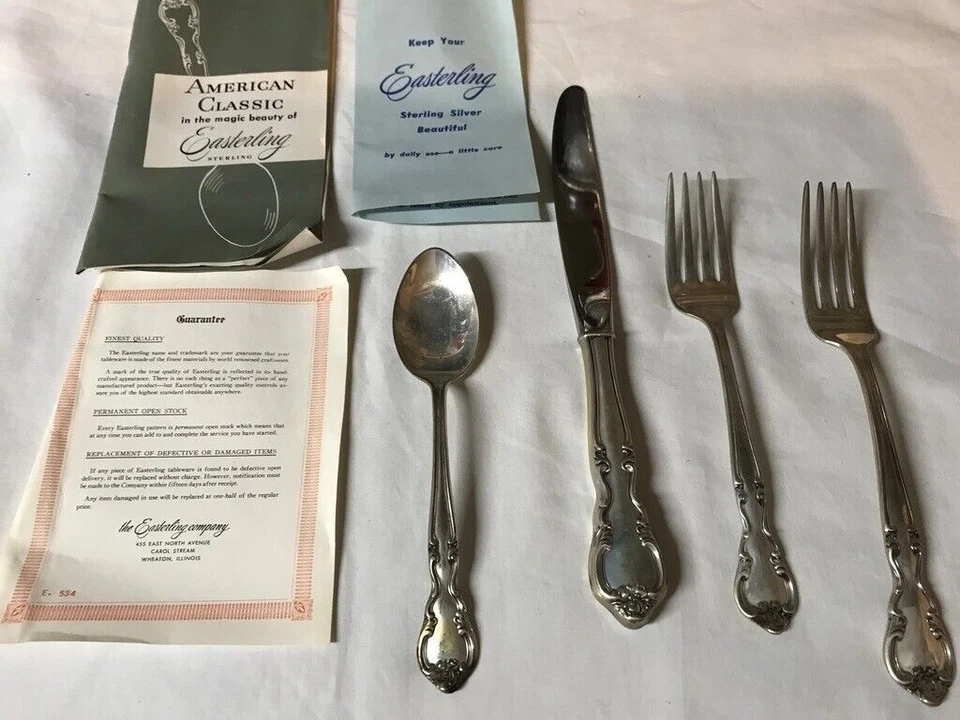 AMERICAN
CLASSIC
in the magic beauty of
Easterling
STERLING
Keep Your
Easterling
Sterling Silver
Beautiful
by daily use—a little care
Guarantee
FINEST QUALITY
The Easterling name and trademark are your guarantee that your
tableware is made of the finest materials by world renowned craftsmen.
A mark of the true quality of Easterling is reflected in its hand-
crafted appearance. There is no such thing as a "perfect" piece of any
manufactured product—but Easterling's exacting quality controls as-
sure you of the highest standard obtainable anywhere.
PERMANENT OPEN STOCK
Every Easterling pattern is permanent open stock which means that
at any time you can add to and complete the service you have started.
REPLACEMENT OF DEFECTIVE OR DAMAGED ITEMS
If any piece of Easterling tableware is found to be defective upon
delivery, it will be replaced without charge. However, notification must
be made to the Company within fifteen days after receipt.
Any item damaged in use will be replaced at one-half of the regular
price.
the Easterling company
455 EAST NORTH AVENUE
CAROL STREAM
WHEATON, ILLINOIS
E. 534